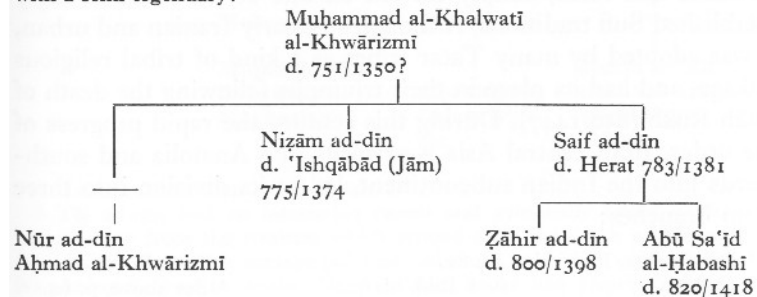 Muḥammad al-Khalwatī
al-Khwārizmī
d. 751/1350?
Niẓām ad-dīn
d. ʿIshqābād (Jām)
775/1374
Saif ad-dīn
d. Herat 783/1381
Nūr ad-dīn
Aḥmad al-Khwārizmī
Ẓāhir ad-dīn
d. 800/1398
Abū Saʿīd
al-Ḥabashī
d. 820/1418